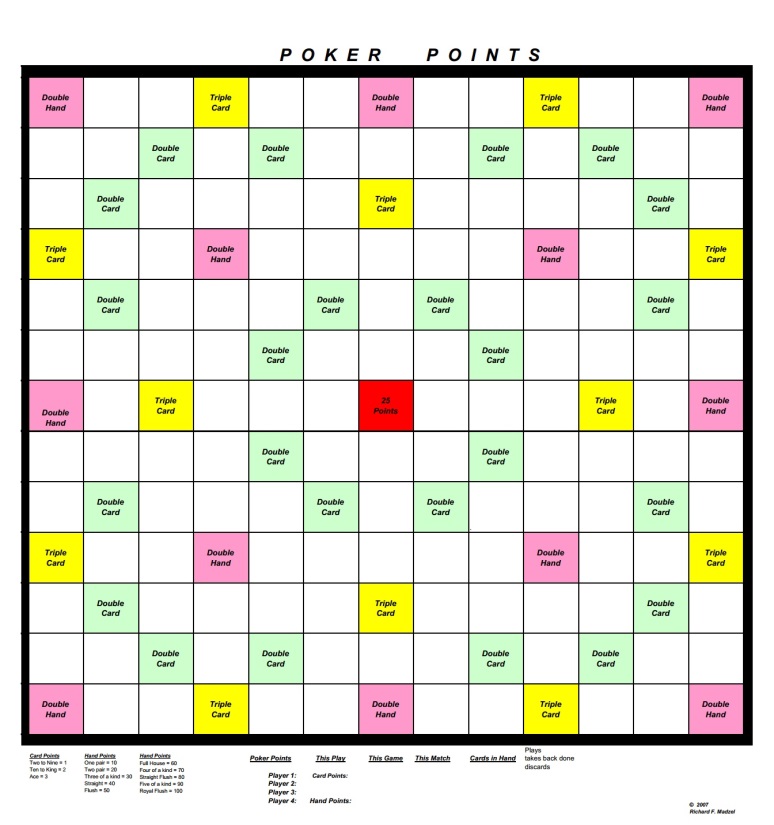 POKER POINTS
Double Hand Triple Card Double Hand Triple Card Double Hand
Double Card Double Card Double Card Double Card
Double Card Triple Card Double Card
Triple Card Double Hand Double Hand Triple Card
Double Card Double Card Double Card Double Card
Double Card Double Card
Double Hand Triple Card 25 Points Triple Card Double Hand
Double Card Double Card
Double Card Double Card Double Card Double Card
Triple Card Double Hand Double Hand Triple Card
Double Card Triple Card Double Card
Double Card Double Card Double Card Double Card
Double Hand Triple Card Double Hand Triple Card Double Hand
Card Points
Two to Nine = 1
Ten to King = 2
Ace = 3
Hand Points
One pair = 10
Two pair = 20
Three of a kind = 30
Straight = 40
Flush = 50
Hand Points
Full House = 60
Four of a kind = 70
Straight Flush = 80
Five of a kind = 90
Royal Flush = 100
Poker Points This Play This Game This Match Cards in Hand
Plays
takes back done
discards
Player 1: Card Points:
Player 2:
Player 3:
Player 4: Hand Points:
© 2007
Richard F. Madzel